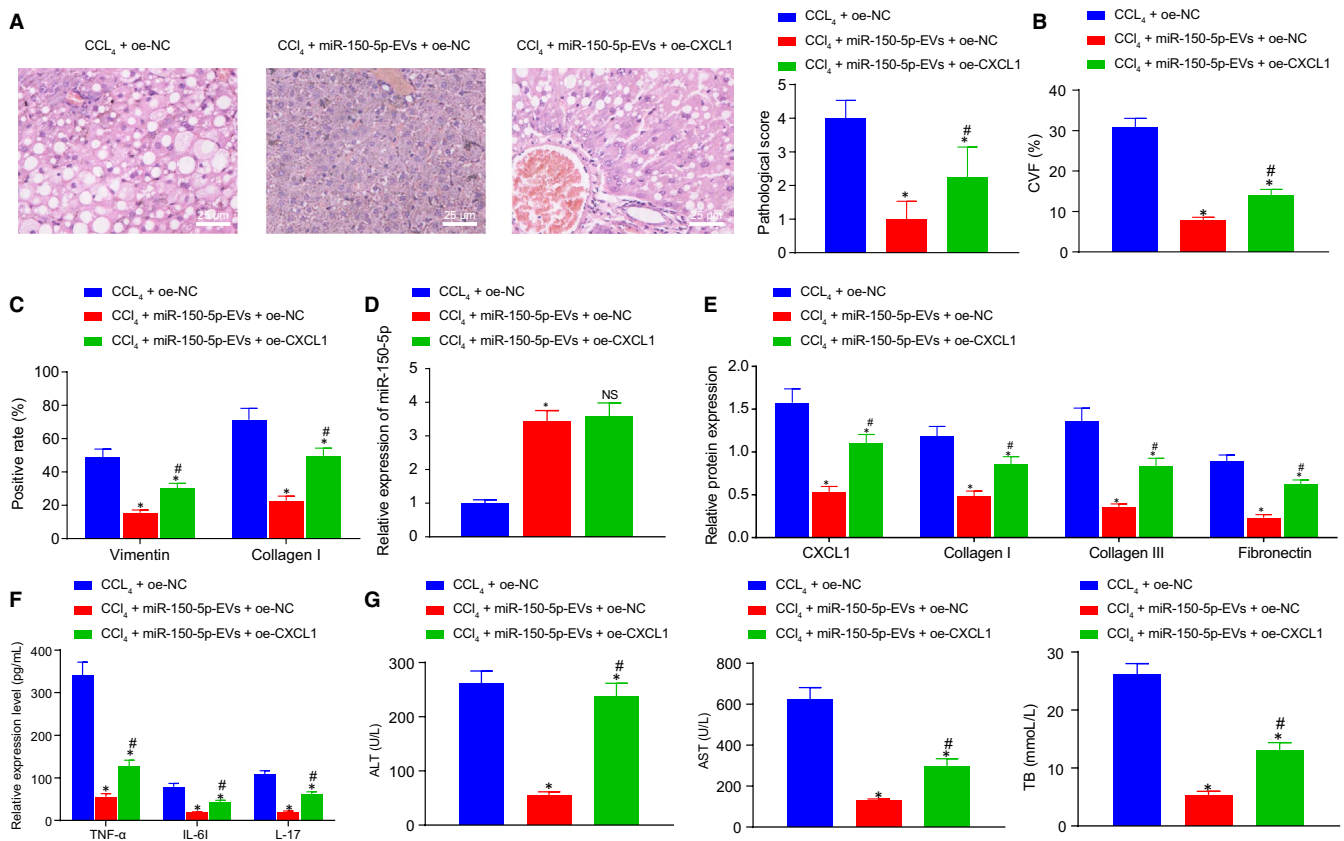 A
CCL4 + oe-NC
CCl4 + miR-150-5p-EVs + oe-NC
CCl4 + miR-150-5p-EVs + oe-CXCL1
25 µm
25 µm
25 µm
CCL4 + oe-NC
CCl4 + miR-150-5p-EVs + oe-NC
CCl4 + miR-150-5p-EVs + oe-CXCL1
Pathological score
5
4
3
2
1
0
*
#
*
B
CCL4 + oe-NC
CCl4 + miR-150-5p-EVs + oe-NC
CCl4 + miR-150-5p-EVs + oe-CXCL1
CVF (%)
40
30
20
10
0
*
#
*
C
CCL4 + oe-NC
CCl4 + miR-150-5p-EVs + oe-NC
CCl4 + miR-150-5p-EVs + oe-CXCL1
Positive rate (%)
100
80
60
40
20
0
*
#
*
*
#
*
Vimentin
Collagen I
D
CCL4 + oe-NC
CCl4 + miR-150-5p-EVs + oe-NC
CCl4 + miR-150-5p-EVs + oe-CXCL1
Relative expression of miR-150-5p
5
4
3
2
1
0
*
NS
E
CCL4 + oe-NC
CCl4 + miR-150-5p-EVs + oe-NC
CCl4 + miR-150-5p-EVs + oe-CXCL1
Relative protein expression
2.0
1.5
1.0
0.5
0.0
*
#
*
*
#
*
*
#
*
*
#
*
CXCL1
Collagen I
Collagen III
Fibronectin
F
CCL4 + oe-NC
CCl4 + miR-150-5p-EVs + oe-NC
CCl4 + miR-150-5p-EVs + oe-CXCL1
Relative expression level (pg/mL)
400
300
200
100
0
*
#
*
*
#
*
*
#
*
TNF-α
IL-6I
L-17
G
CCL4 + oe-NC
CCl4 + miR-150-5p-EVs + oe-NC
CCl4 + miR-150-5p-EVs + oe-CXCL1
ALT (U/L)
300
200
100
50
0
*
#
*
CCL4 + oe-NC
CCl4 + miR-150-5p-EVs + oe-NC
CCl4 + miR-150-5p-EVs + oe-CXCL1
AST (U/L)
800
600
400
200
0
*
#
*
CCL4 + oe-NC
CCl4 + miR-150-5p-EVs + oe-NC
CCl4 + miR-150-5p-EVs + oe-CXCL1
TB (mmoL/L)
30
20
10
0
*
#
*